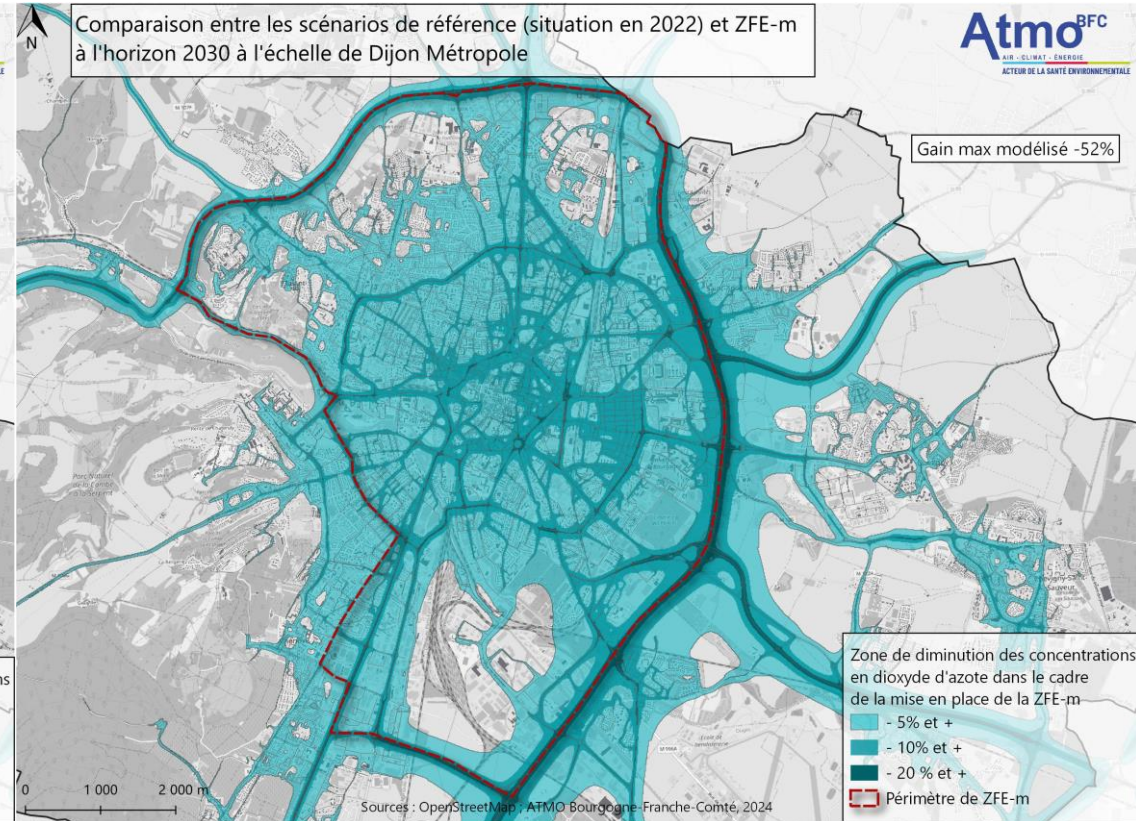 Comparaison entre les scénarios de référence (situation en 2022) et ZFE-m
à l'horizon 2030 à l'échelle de Dijon Métropole
N
Atmo BFC
AIR - CLIMAT - ÉNERGIE
ACTEUR DE LA SANTÉ ENVIRONNEMENTALE
Gain max modélisé -52%
Zone de diminution des concentrations
en dioxyde d'azote dans le cadre
de la mise en place de la ZFE-m
- 5% et +
- 10% et +
- 20 % et +
Périmètre de ZFE-m
0 1 000 2 000 m
Sources : OpenStreetMap ; ATMO Bourgogne-Franche-Comté, 2024